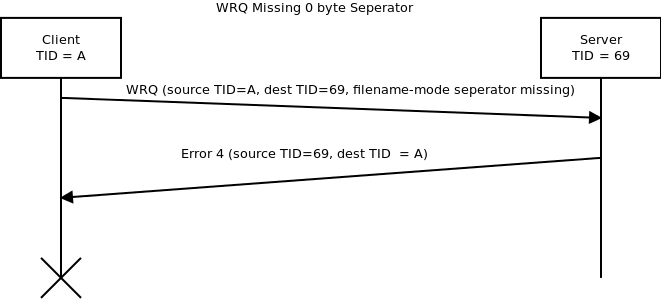 WRQ Missing 0 byte Seperator
Client
TID = A
Server
TID = 69
WRQ (source TID=A, dest TID=69, filename-mode seperator missing)
Error 4 (source TID=69, dest TID  = A)